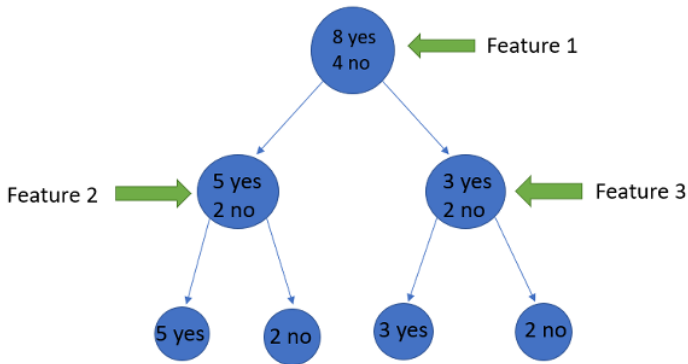 8 yes
4 no
Feature 1
Feature 2
5 yes
2 no
3 yes
2 no
Feature 3
5 yes
2 no
3 yes
2 no